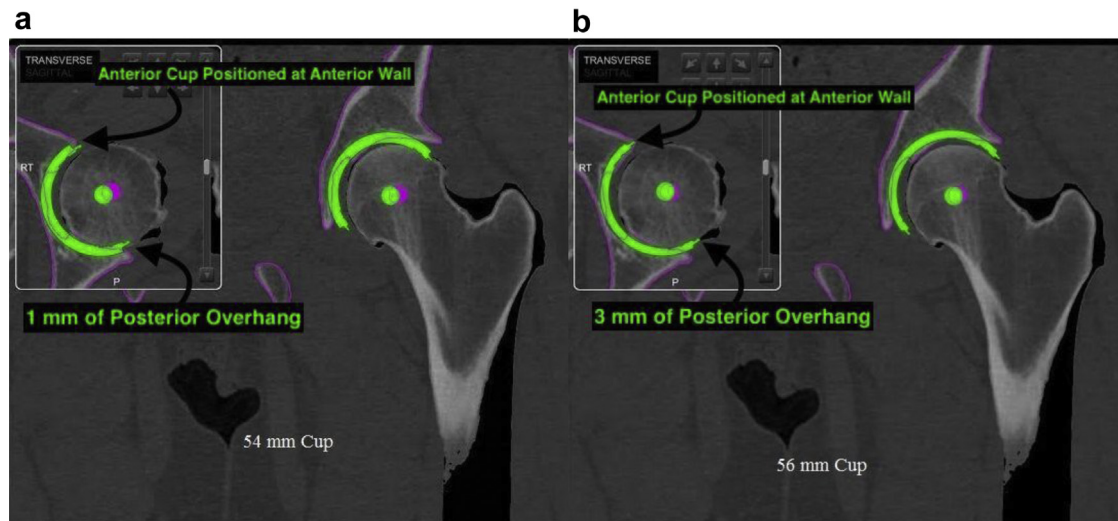 a
TRANSVERSE
SAGITTAL
Anterior Cup Positioned at Anterior Wall
RT
P
1 mm of Posterior Overhang
54 mm Cup
b
TRANSVERSE
SAGITTAL
Anterior Cup Positioned at Anterior Wall
RT
P
3 mm of Posterior Overhang
56 mm Cup